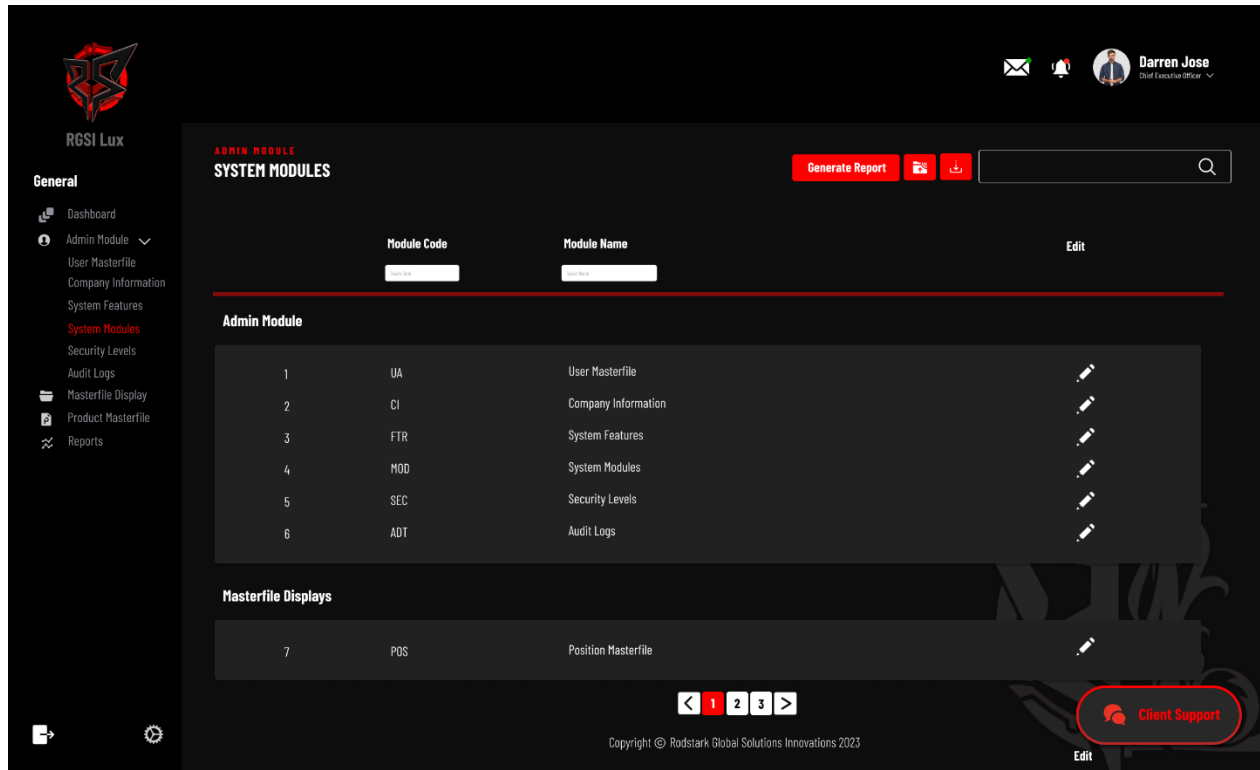 Darren Jose
Chief Executive Officer
RGSI Lux
General
Dashboard
Admin Module
User Masterfile
Company Information
System Features
System Modules
Security Levels
Audit Logs
Masterfile Display
Product Masterfile
Reports
ADMIN MODULE
SYSTEM MODULES
Generate Report
Module Code Module Name Edit
Search Code Search Name
Admin Module
1 UA User Masterfile
2 CI Company Information
3 FTR System Features
4 MOD System Modules
5 SEC Security Levels
6 ADT Audit Logs
Masterfile Displays
7 POS Position Masterfile
< 1 2 3 >
Client Support
Copyright © Rodstark Global Solutions Innovations 2023
Edit